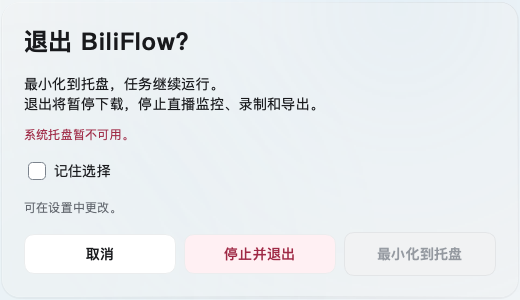 退出 BiliFlow?
最小化到托盘，任务继续运行。
退出将暂停下载，停止直播监控、录制和导出。
系统托盘暂不可用。
记住选择
可在设置中更改。
取消
停止并退出
最小化到托盘